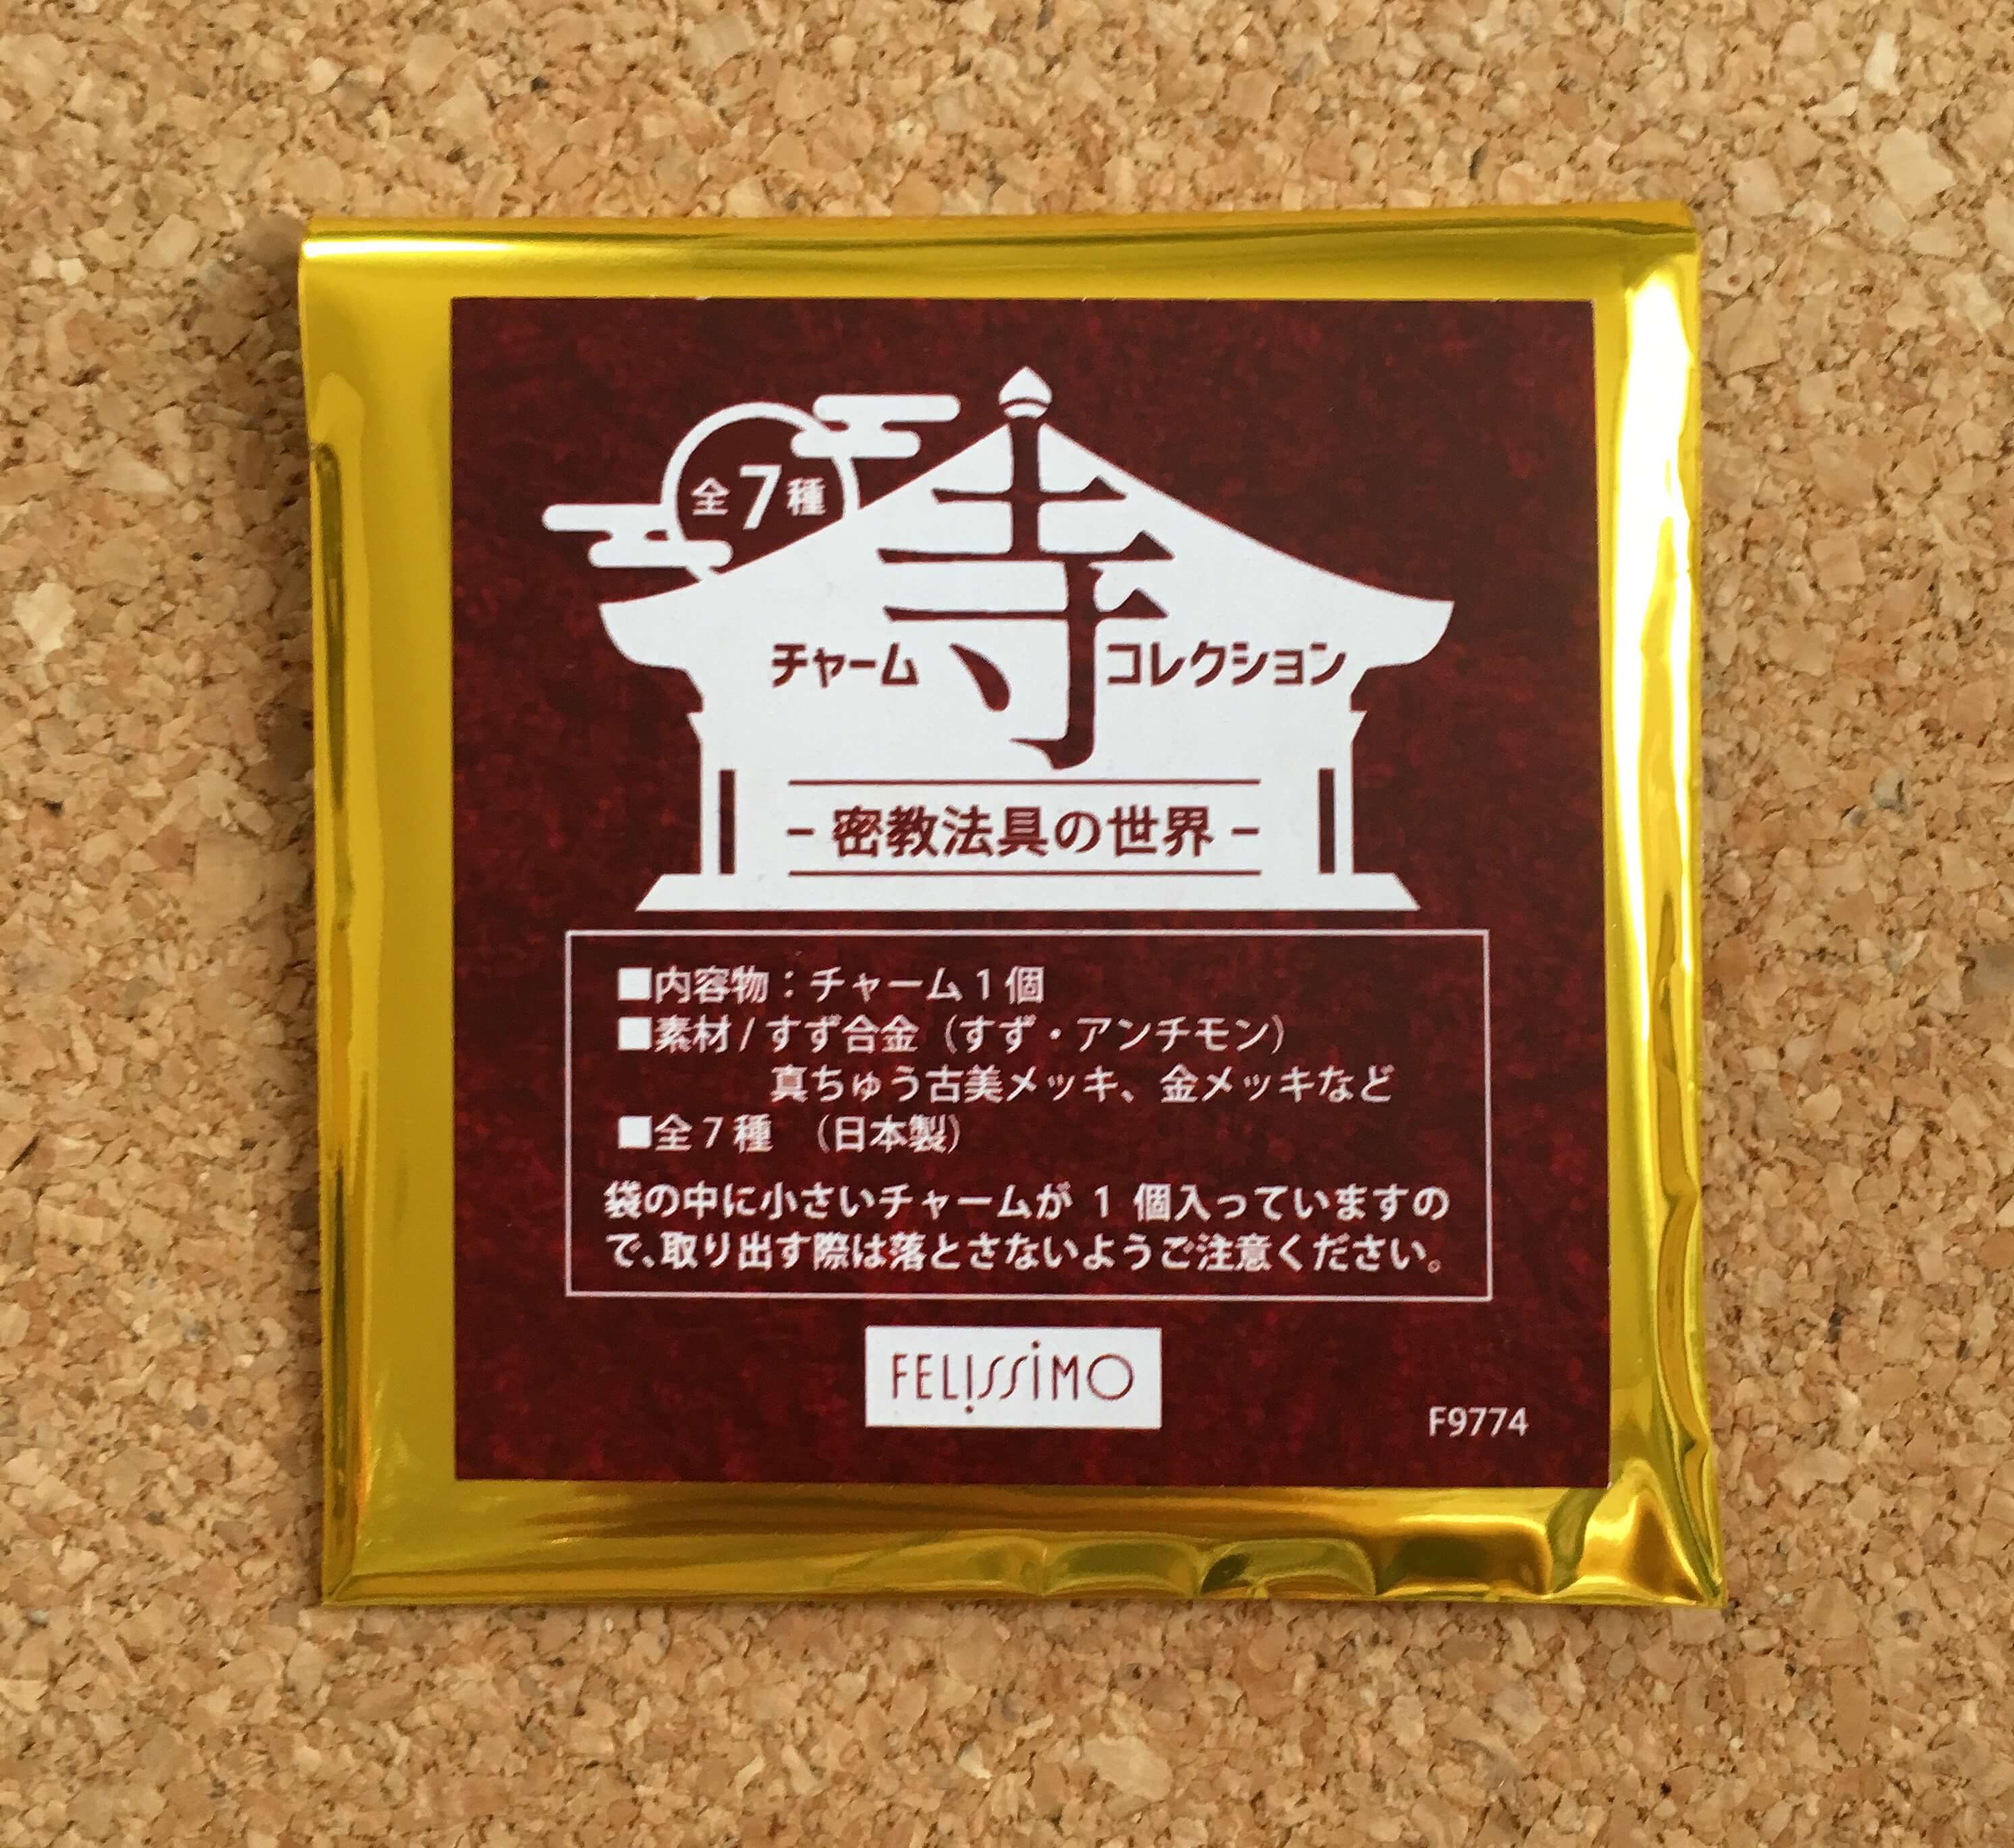 全7種
寺
チャーム コレクション
- 密教法具の世界 -
■内容物：チャーム1個
■素材/すず合金（すず・アンチモン）
真ちゅう古美メッキ、金メッキなど
■全7種 （日本製）
袋の中に小さいチャームが 1 個入っていますの
で、取り出す際は落とさないようご注意ください。
FELISSIMO
F9774